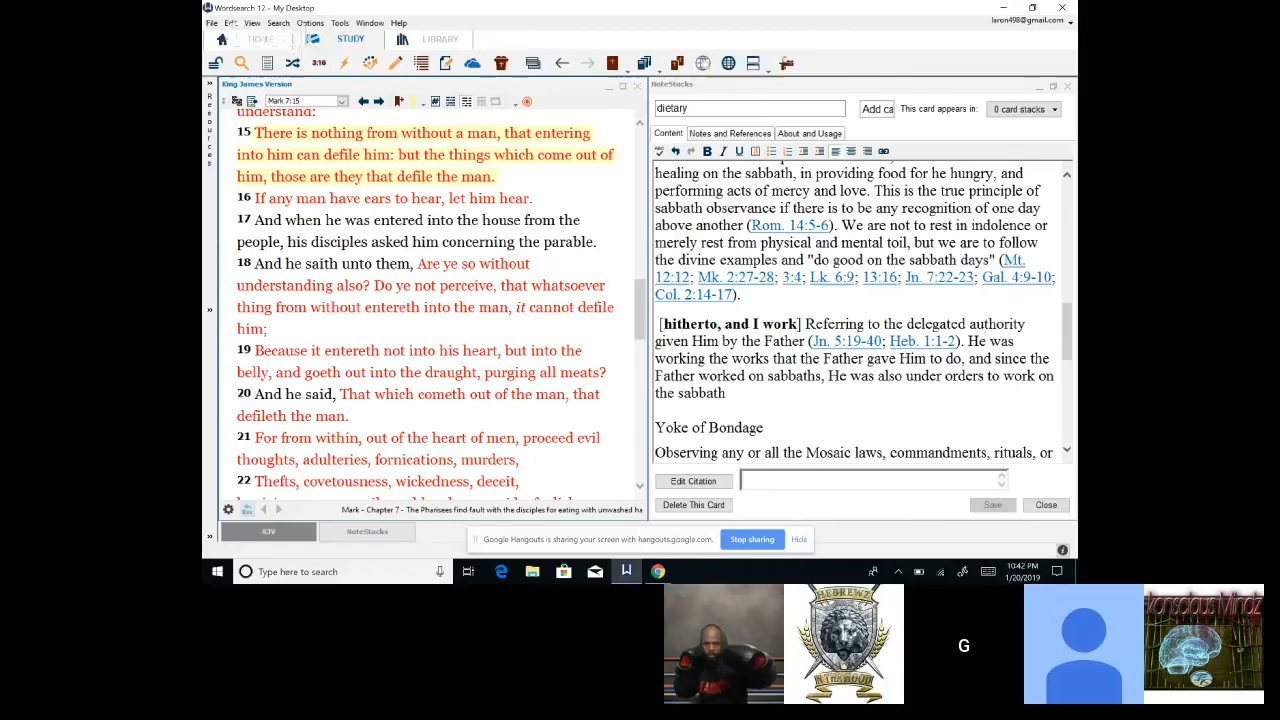 Wordsearch 12 - My Desktop
laron498@gmail.com
File Edit View Search Options Tools Window Help
HOME STUDY LIBRARY
3:16
King James Version
Mark 7:15
Resources
understand:
15 There is nothing from without a man, that entering
into him can defile him: but the things which come out of
him, those are they that defile the man.
16 If any man have ears to hear, let him hear.
17 And when he was entered into the house from the
people, his disciples asked him concerning the parable.
18 And he saith unto them, Are ye so without
understanding also? Do ye not perceive, that whatsoever
thing from without entereth into the man, it cannot defile
him;
19 Because it entereth not into his heart, but into the
belly, and goeth out into the draught, purging all meats?
20 And he said, That which cometh out of the man, that
defileth the man.
21 For from within, out of the heart of men, proceed evil
thoughts, adulteries, fornications, murders,
22 Thefts, covetousness, wickedness, deceit,
Mark - Chapter 7 - The Pharisees find fault with the disciples for eating with unwashed ha
KJV NoteStacks
NoteStacks
dietary Add ca This card appears in: 0 card stacks
Content Notes and References About and Usage
ABC B I U
healing on the sabbath, in providing food for he hungry, and
performing acts of mercy and love. This is the true principle of
sabbath observance if there is to be any recognition of one day
above another (Rom. 14:5-6). We are not to rest in indolence or
merely rest from physical and mental toil, but we are to follow
the divine examples and "do good on the sabbath days" (Mt.
12:12; Mk. 2:27-28; 3:4; Lk. 6:9; 13:16; Jn. 7:22-23; Gal. 4:9-10;
Col. 2:14-17).
[hitherto, and I work] Referring to the delegated authority
given Him by the Father (Jn. 5:19-40; Heb. 1:1-2). He was
working the works that the Father gave Him to do, and since the
Father worked on sabbaths, He was also under orders to work on
the sabbath
Yoke of Bondage
Observing any or all the Mosaic laws, commandments, rituals, or
Edit Citation
Delete This Card Save Close
Google Hangouts is sharing your screen with hangouts.google.com. Stop sharing Hide
Type here to search
10:42 PM
1/20/2019
HEBREWZ
N THE HOOD
G
konscious Mindz